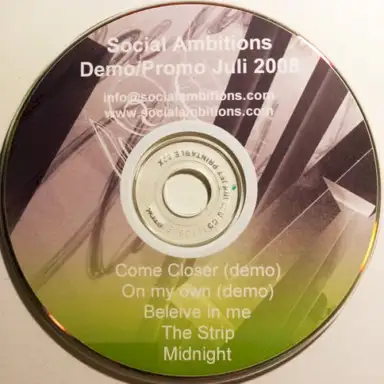 Social Ambitions
Demo/Promo Juli 2008
info@socialambitions.com
www.socialambitions.com
Come Closer (demo)
On my own (demo)
Beleive in me
The Strip
Midnight